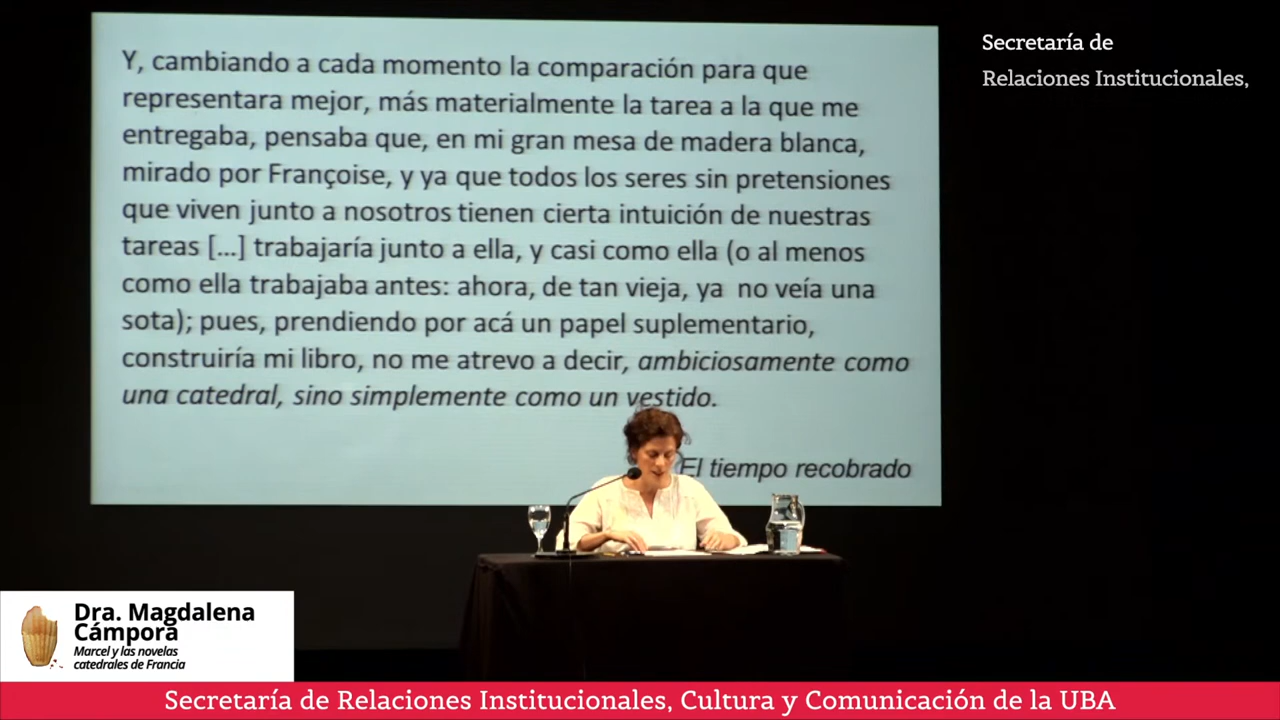 Y, cambiando a cada momento la comparación para que
representara mejor, más materialmente la tarea a la que me
entregaba, pensaba que, en mi gran mesa de madera blanca,
mirado por Françoise, y ya que todos los seres sin pretensiones
que viven junto a nosotros tienen cierta intuición de nuestras
tareas [...] trabajaría junto a ella, y casi como ella (o al menos
como ella trabajaba antes: ahora, de tan vieja, ya no veía una
sota); pues, prendiendo por acá un papel suplementario,
construiría mi libro, no me atrevo a decir, ambiciosamente como
una catedral, sino simplemente como un vestido.
El tiempo recobrado
Secretaría de
Relaciones Institucionales,
Dra. Magdalena
Cámpora
Marcel y las novelas
catedrales de Francia
Secretaría de Relaciones Institucionales, Cultura y Comunicación de la UBA